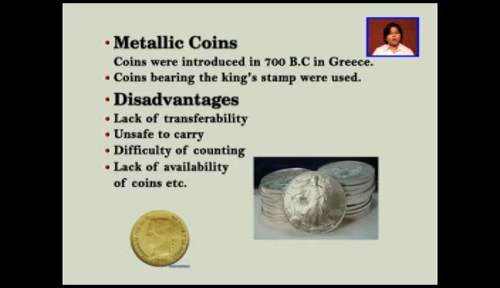 Metallic Coins
Coins were introduced in 700 B.C in Greece.
Coins bearing the king's stamp were used.
Disadvantages
Lack of transferability
Unsafe to carry
Difficulty of counting
Lack of availability
of coins etc.